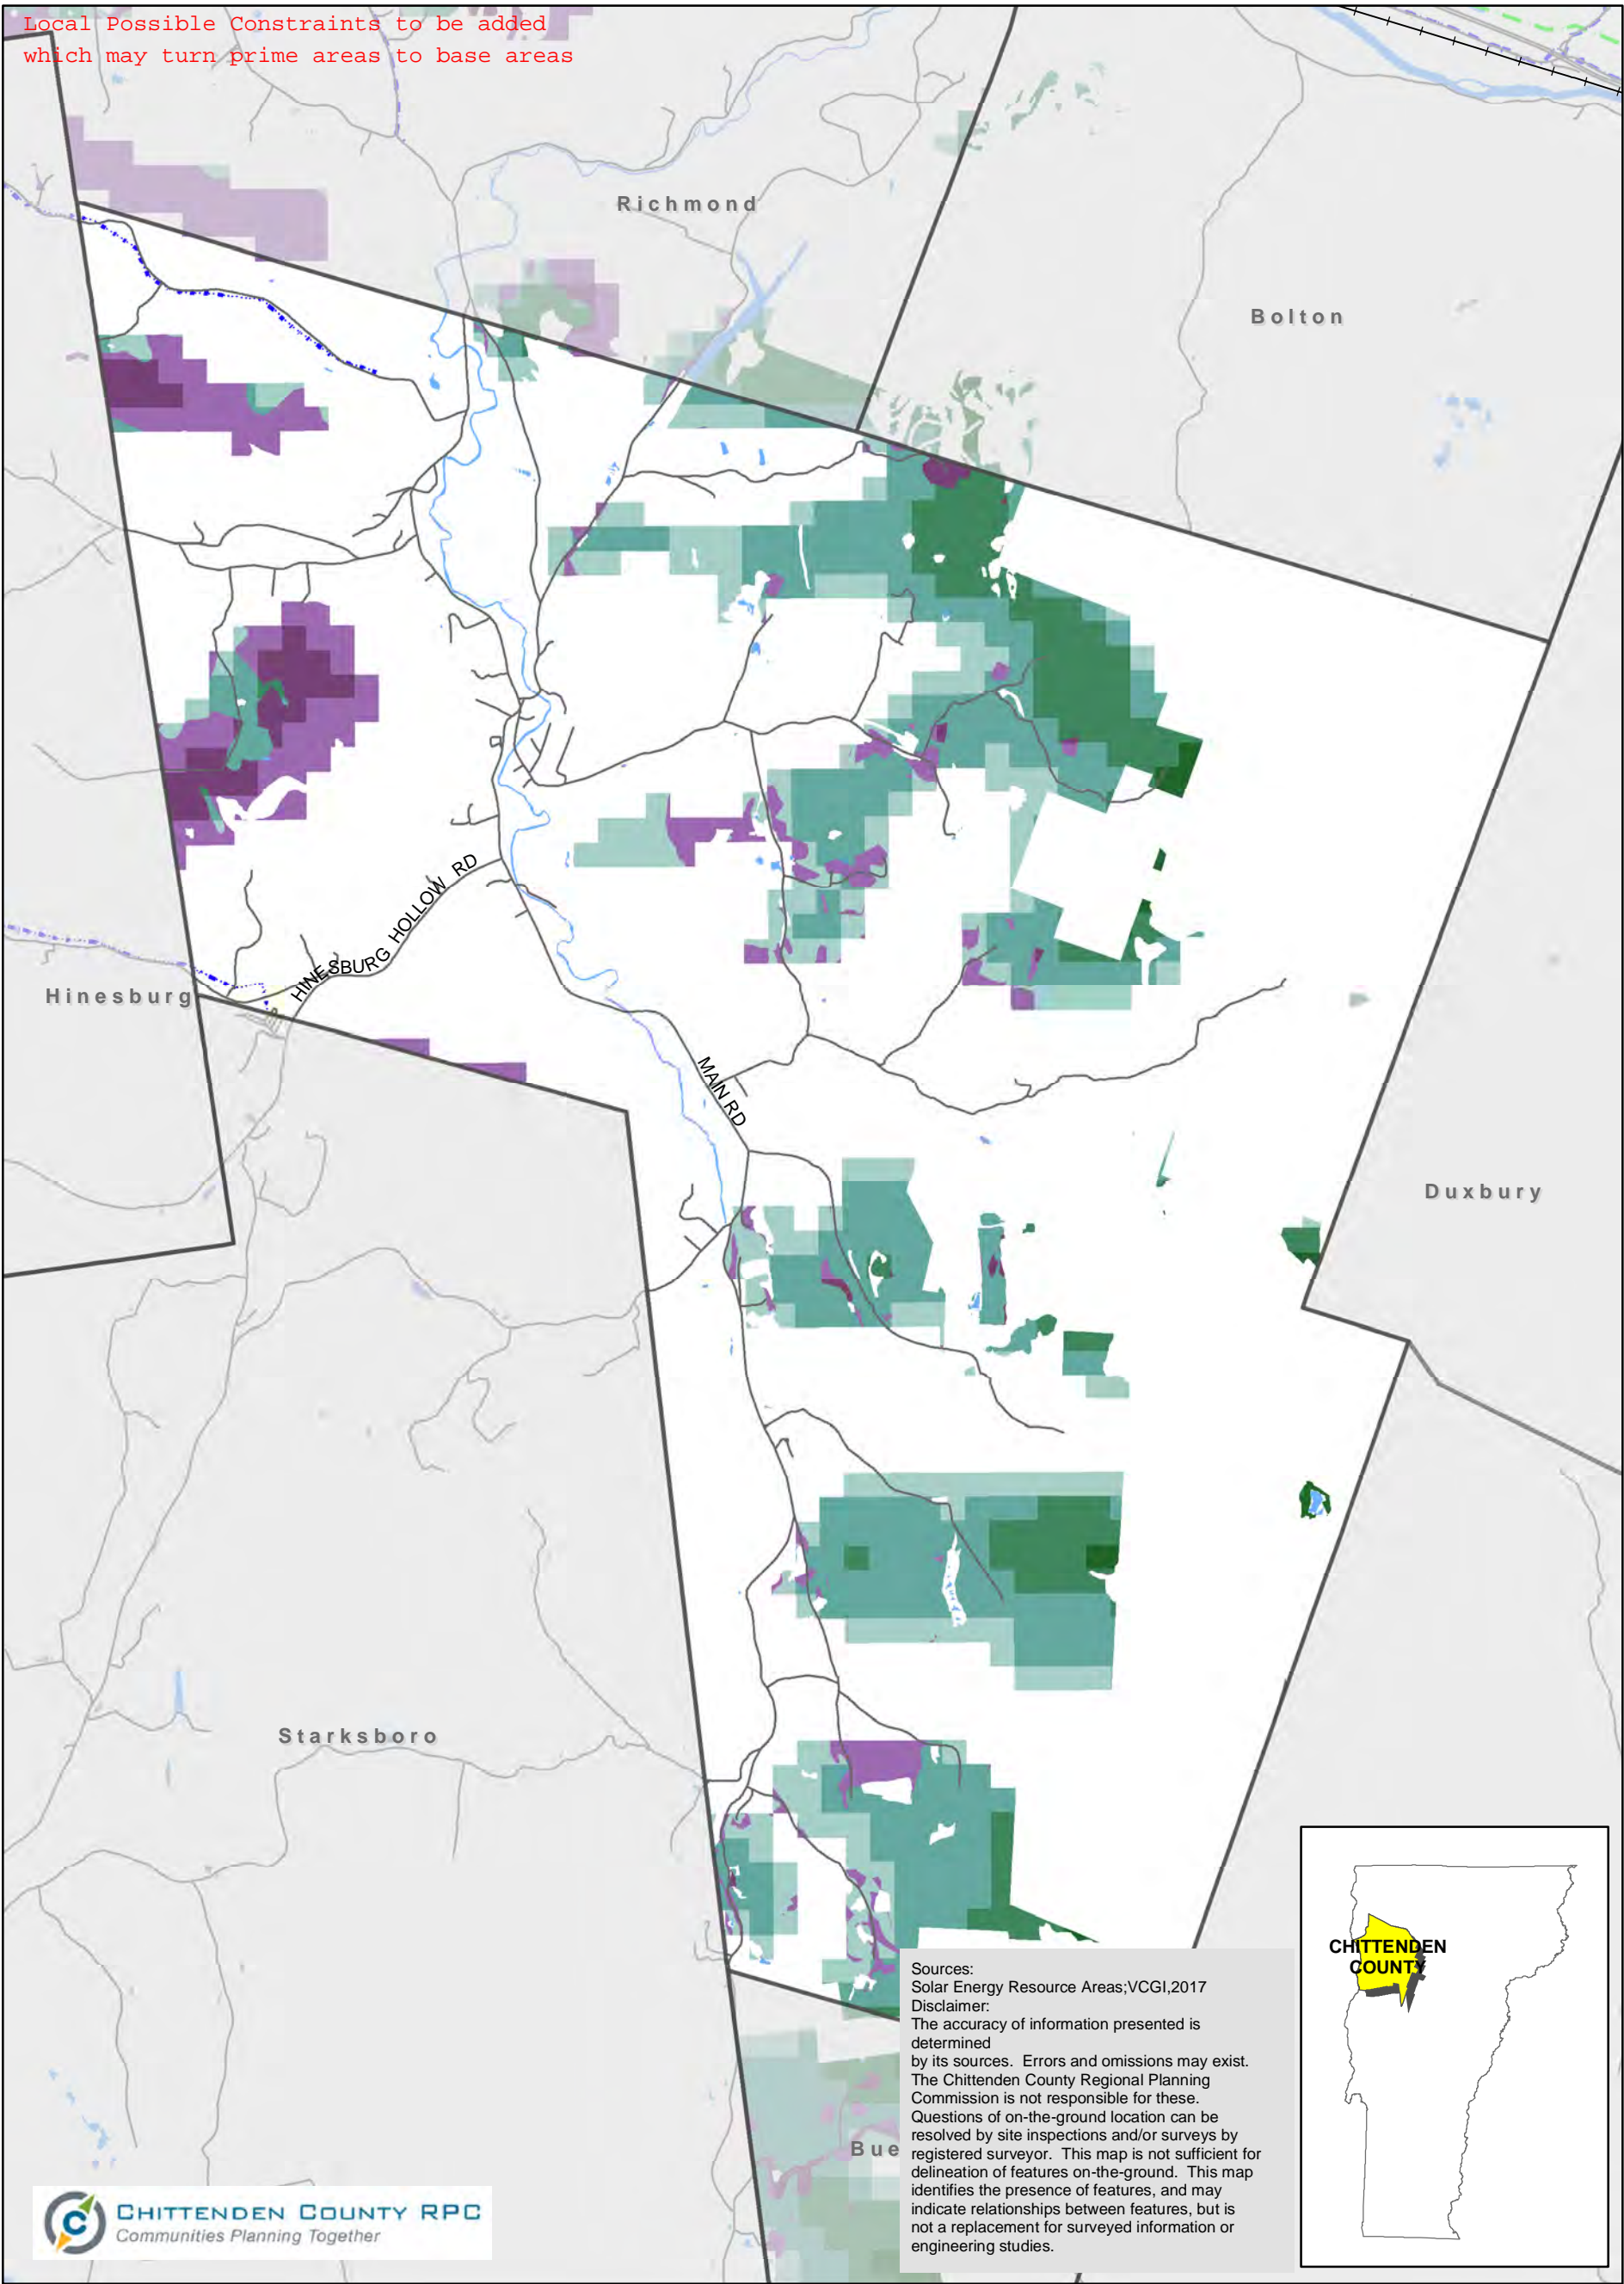 Local Possible Constraints to be added
which may turn prime areas to base areas
Richmond
Bolton
HINESBURG HOLLOW RD
Hinesburg
MAIN RD
Duxbury
Starksboro
CHITTENDEN
COUNTY
Sources:
Solar Energy Resource Areas;VCGI,2017
Disclaimer:
The accuracy of information presented is
determined
by its sources. Errors and omissions may exist.
The Chittenden County Regional Planning
Commission is not responsible for these.
Questions of on-the-ground location can be
resolved by site inspections and/or surveys by
registered surveyor. This map is not sufficient for
delineation of features on-the-ground. This map
identifies the presence of features, and may
indicate relationships between features, but is
not a replacement for surveyed information or
engineering studies.
Bue
CHITTENDEN COUNTY RPC
Communities Planning Together